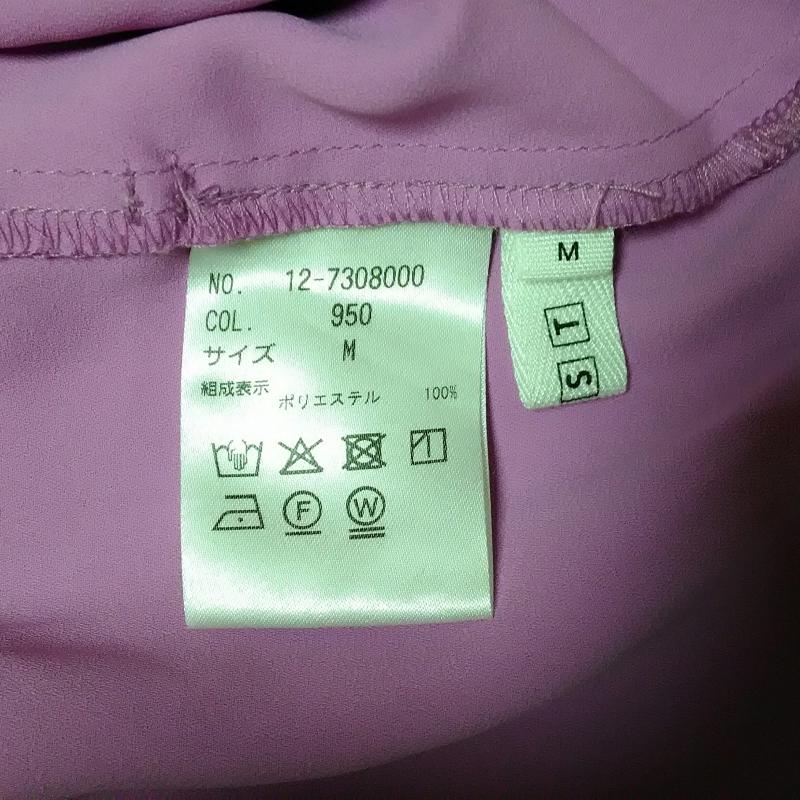 NO. 12-7308000
COL. 950
サイズ M
組成表示
ポリエステル 100%
F W
M
T
S